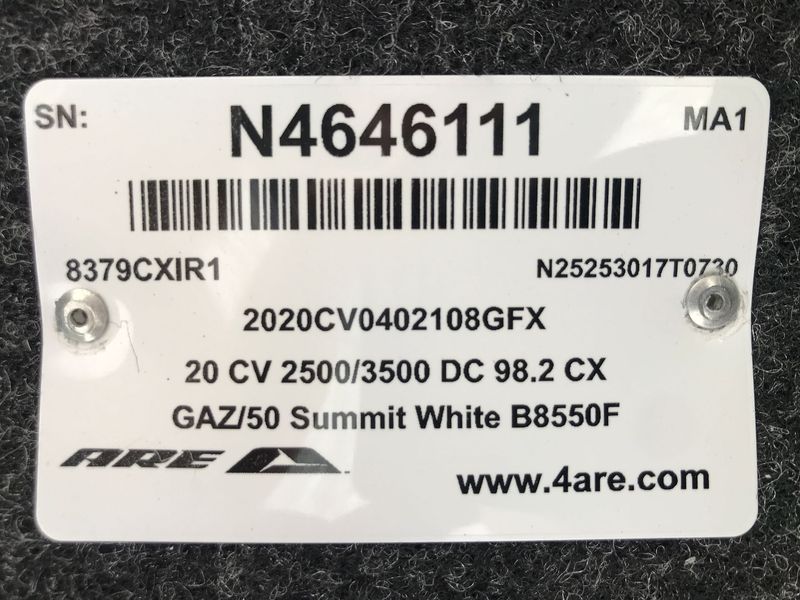 SN: N4646111 MA1
8379CXIR1 N25253017T0730
2020CV0402108GFX
20 CV 2500/3500 DC 98.2 CX
GAZ/50 Summit White B8550F
ARE
www.4are.com